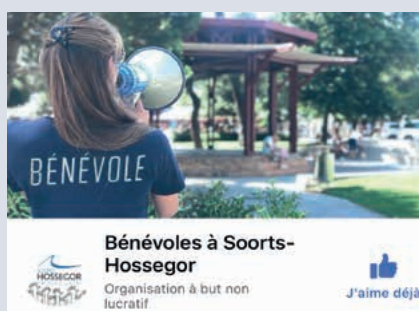 BÉNÉVOLE
Bénévoles à Soorts-
Hossegor
HOSSEGOR
Organisation à but non
lucratif
J'aime déjà